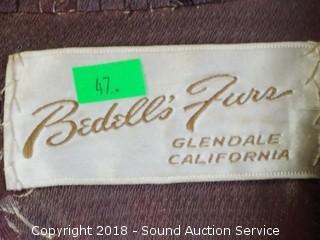 47.
Bedell's Furs
GLENDALE
CALIFORNIA
Copyright 2018 - Sound Auction Service